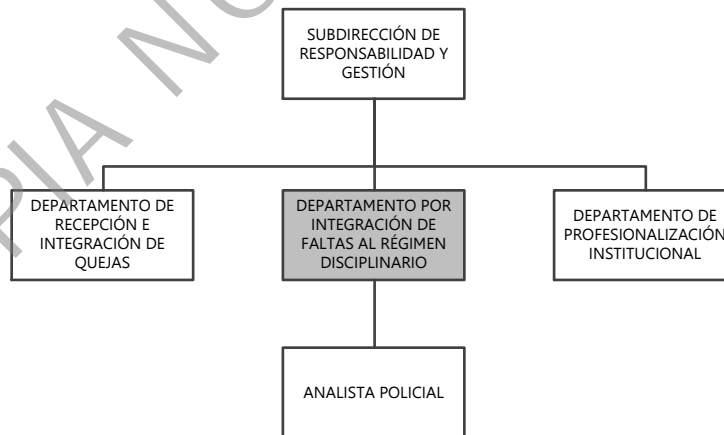 SUBDIRECCIÓN DE
RESPONSABILIDAD Y
GESTIÓN
DEPARTAMENTO DE
RECEPCIÓN E
INTEGRACIÓN DE
QUEJAS
DEPARTAMENTO POR
INTEGRACIÓN DE
FALTAS AL RÉGIMEN
DISCIPLINARIO
DEPARTAMENTO DE
PROFESIONALIZACIÓN
INSTITUCIONAL
ANALISTA POLICIAL